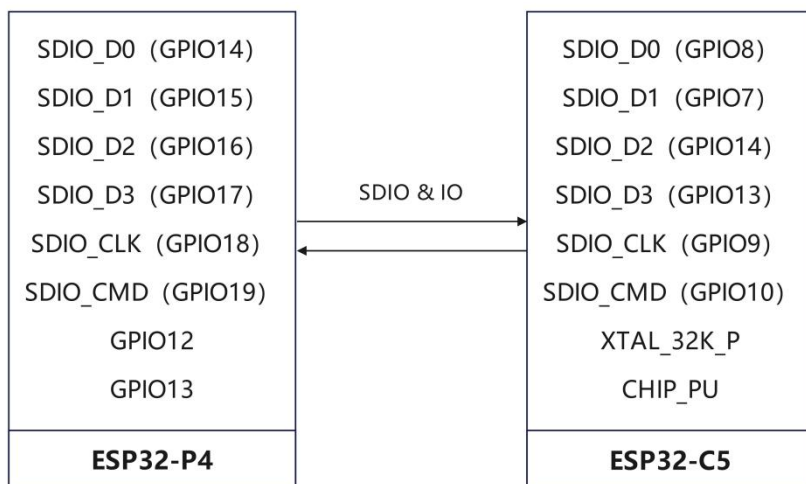 SDIO_D0（GPIO14）
SDIO_D1（GPIO15）
SDIO_D2（GPIO16）
SDIO_D3（GPIO17）
SDIO_CLK（GPIO18）
SDIO_CMD（GPIO19）
GPIO12
GPIO13
ESP32-P4
SDIO & IO
SDIO_D0（GPIO8）
SDIO_D1（GPIO7）
SDIO_D2（GPIO14）
SDIO_D3（GPIO13）
SDIO_CLK（GPIO9）
SDIO_CMD（GPIO10）
XTAL_32K_P
CHIP_PU
ESP32-C5